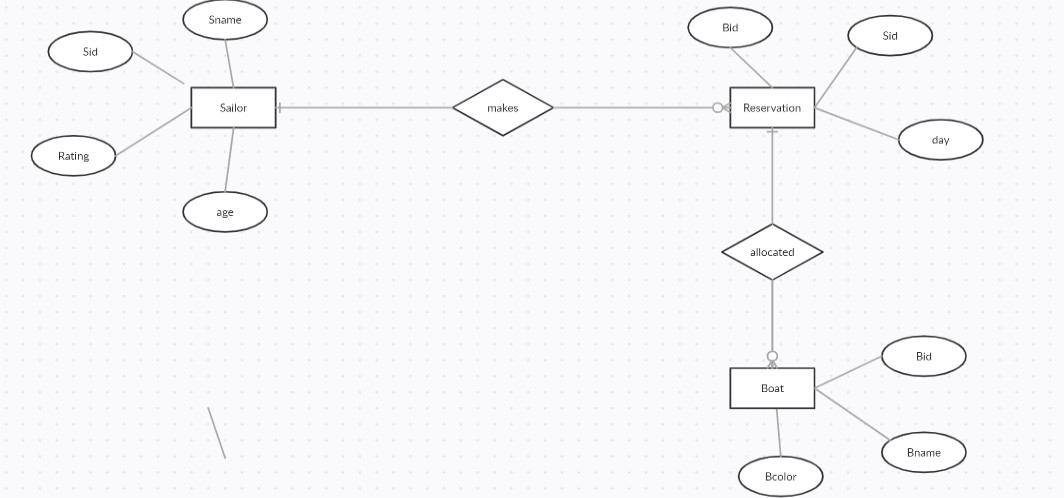 Sname
Bid
Sid
Sid
Sailor
makes
Reservation
day
Rating
age
allocated
Bid
Boat
Bname
Bcolor